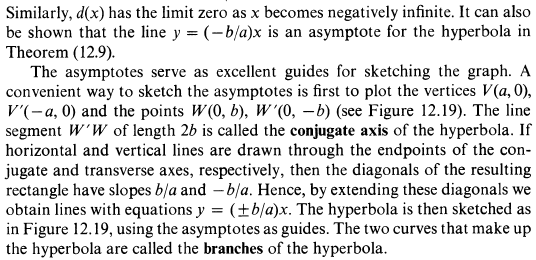 Similarly, d(x) has the limit zero as x becomes negatively infinite. It can also
be shown that the line y = (−b/a)x is an asymptote for the hyperbola in
Theorem (12.9).
The asymptotes serve as excellent guides for sketching the graph. A
convenient way to sketch the asymptotes is first to plot the vertices V(a, 0),
V′(−a, 0) and the points W(0, b), W′(0, −b) (see Figure 12.19). The line
segment W′W of length 2b is called the conjugate axis of the hyperbola. If
horizontal and vertical lines are drawn through the endpoints of the con-
jugate and transverse axes, respectively, then the diagonals of the resulting
rectangle have slopes b/a and −b/a. Hence, by extending these diagonals we
obtain lines with equations y = (±b/a)x. The hyperbola is then sketched as
in Figure 12.19, using the asymptotes as guides. The two curves that make up
the hyperbola are called the branches of the hyperbola.